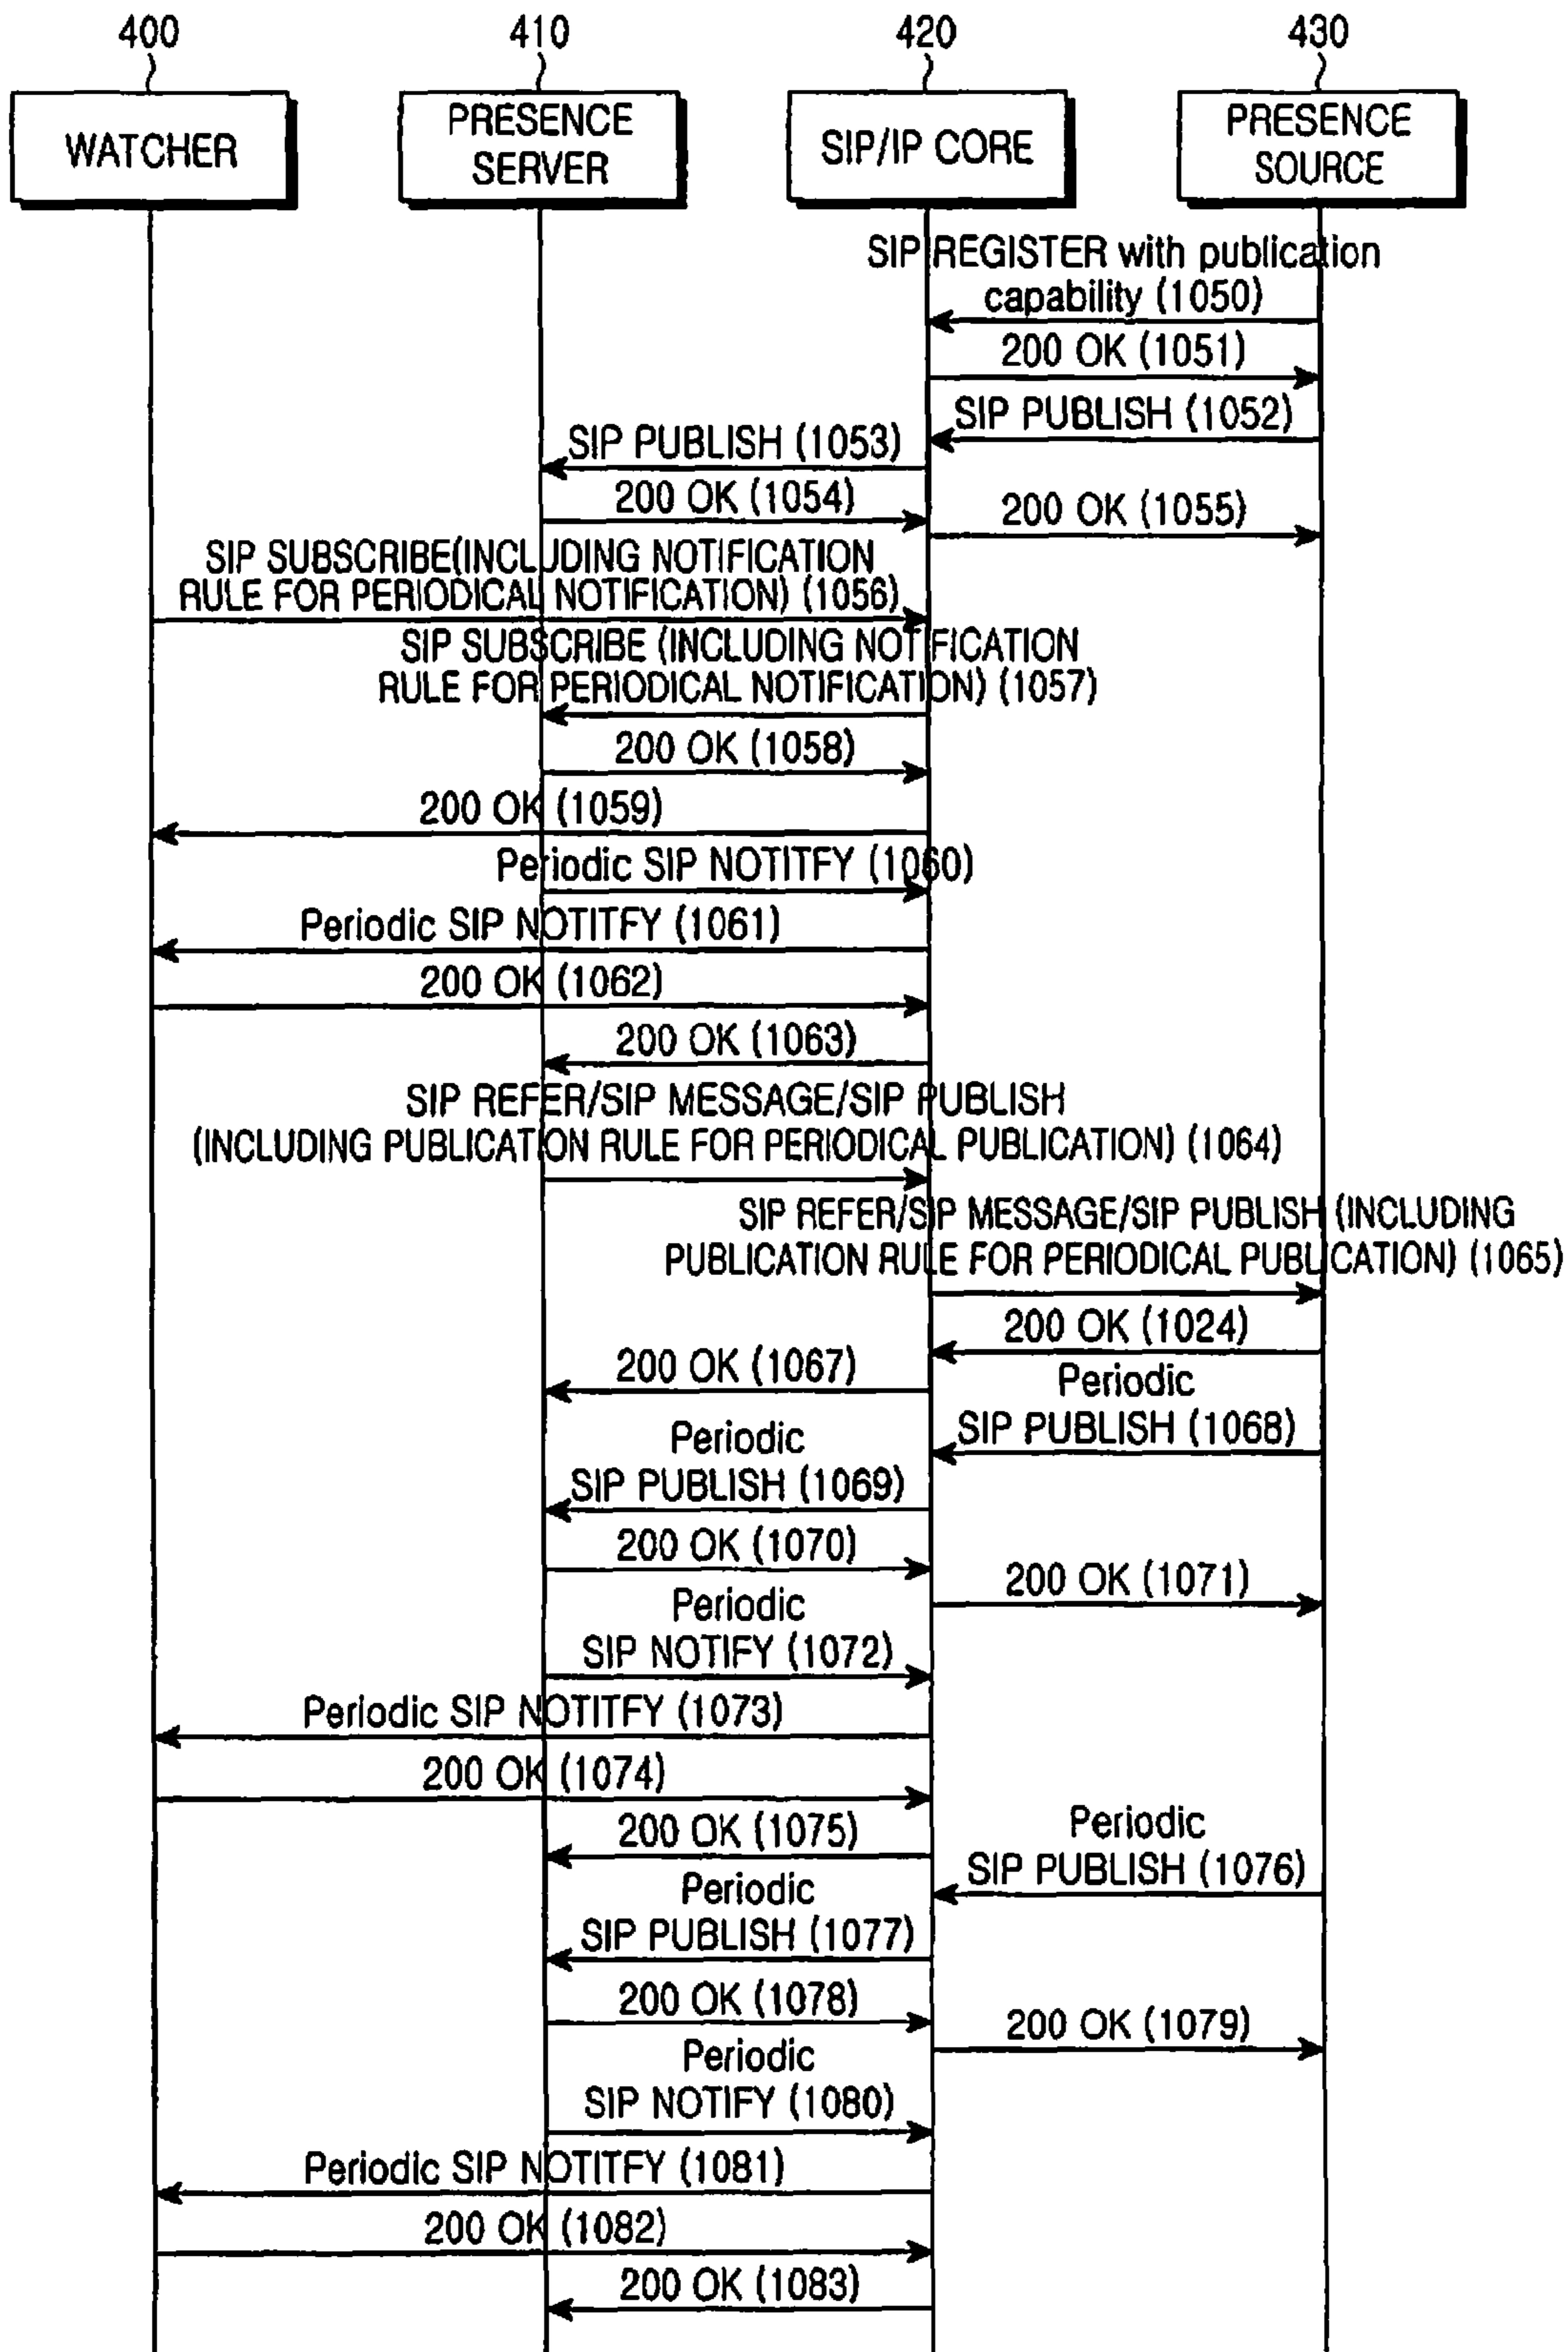 400
410
420
430
WATCHER
PRESENCE
SERVER
SIP/IP CORE
PRESENCE
SOURCE
SIP REGISTER with publication
capability (1050)
200 OK (1051)
SIP PUBLISH (1052)
SIP PUBLISH (1053)
200 OK (1054)
200 OK (1055)
SIP SUBSCRIBE(INCLUDING NOTIFICATION
RULE FOR PERIODICAL NOTIFICATION) (1056)
SIP SUBSCRIBE (INCLUDING NOTIFICATION
RULE FOR PERIODICAL NOTIFICATION) (1057)
200 OK (1058)
200 OK (1059)
Periodic SIP NOTITFY (1060)
Periodic SIP NOTITFY (1061)
200 OK (1062)
200 OK (1063)
SIP REFER/SIP MESSAGE/SIP PUBLISH
(INCLUDING PUBLICATION RULE FOR PERIODICAL PUBLICATION) (1064)
SIP REFER/SIP MESSAGE/SIP PUBLISH (INCLUDING
PUBLICATION RULE FOR PERIODICAL PUBLICATION) (1065)
200 OK (1024)
200 OK (1067)
Periodic
SIP PUBLISH (1068)
Periodic
SIP PUBLISH (1069)
200 OK (1070)
200 OK (1071)
Periodic
SIP NOTIFY (1072)
Periodic SIP NOTITFY (1073)
200 OK (1074)
200 OK (1075)
Periodic
SIP PUBLISH (1076)
Periodic
SIP PUBLISH (1077)
200 OK (1078)
200 OK (1079)
Periodic
SIP NOTIFY (1080)
Periodic SIP NOTITFY (1081)
200 OK (1082)
200 OK (1083)